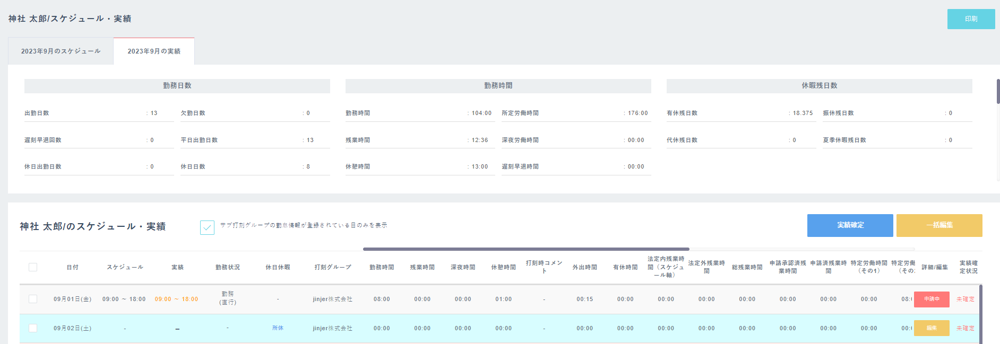 神社 太郎/スケジュール・実績
印刷
2023年9月のスケジュール 2023年9月の実績
勤務日数 勤務時間 休暇残日数
出勤日数 : 13 欠勤日数 : 0 勤務時間 : 104:00 所定労働時間 : 176:00 有休残日数 : 18.375 振休残日数 : 0
遅刻早退回数 : 0 平日出勤日数 : 13 残業時間 : 12:36 深夜労働時間 : 00:00 代休残日数 : 0 夏季休暇残日数 : 0
休日出勤日数 : 0 休日日数 : 8 休憩時間 : 13:00 遅刻早退時間 : 00:00
神社 太郎/のスケジュール・実績 サブ打刻グループの勤怠情報が登録されている日のみを表示 実績確定 一括編集
日付 スケジュール 実績 勤務状況 休日休暇 打刻グループ 勤務時間 残業時間 深夜時間 休憩時間 打刻時コメント 外出時間 有休時間 法定内残業時間（スケジュール軸） 法定外残業時間 総残業時間 申請承認済残業時間 申請済残業時間 特定労働時間（その1） 特定労働 （その 詳細/編集 実績確定状況
09月01日(金) 09:00 ～ 18:00 09:00 ～ 18:00 勤務 (直行) - jinjer株式会社 08:00 00:00 00:00 01:00 - 00:15 00:00 00:00 00:00 00:00 00:00 00:00 00:00 08: 申請中 未確定
09月02日(土) - – - 所休 jinjer株式会社 00:00 00:00 00:00 00:00 - 00:00 00:00 00:00 00:00 00:00 00:00 00:00 00:00 00: 編集 未確定